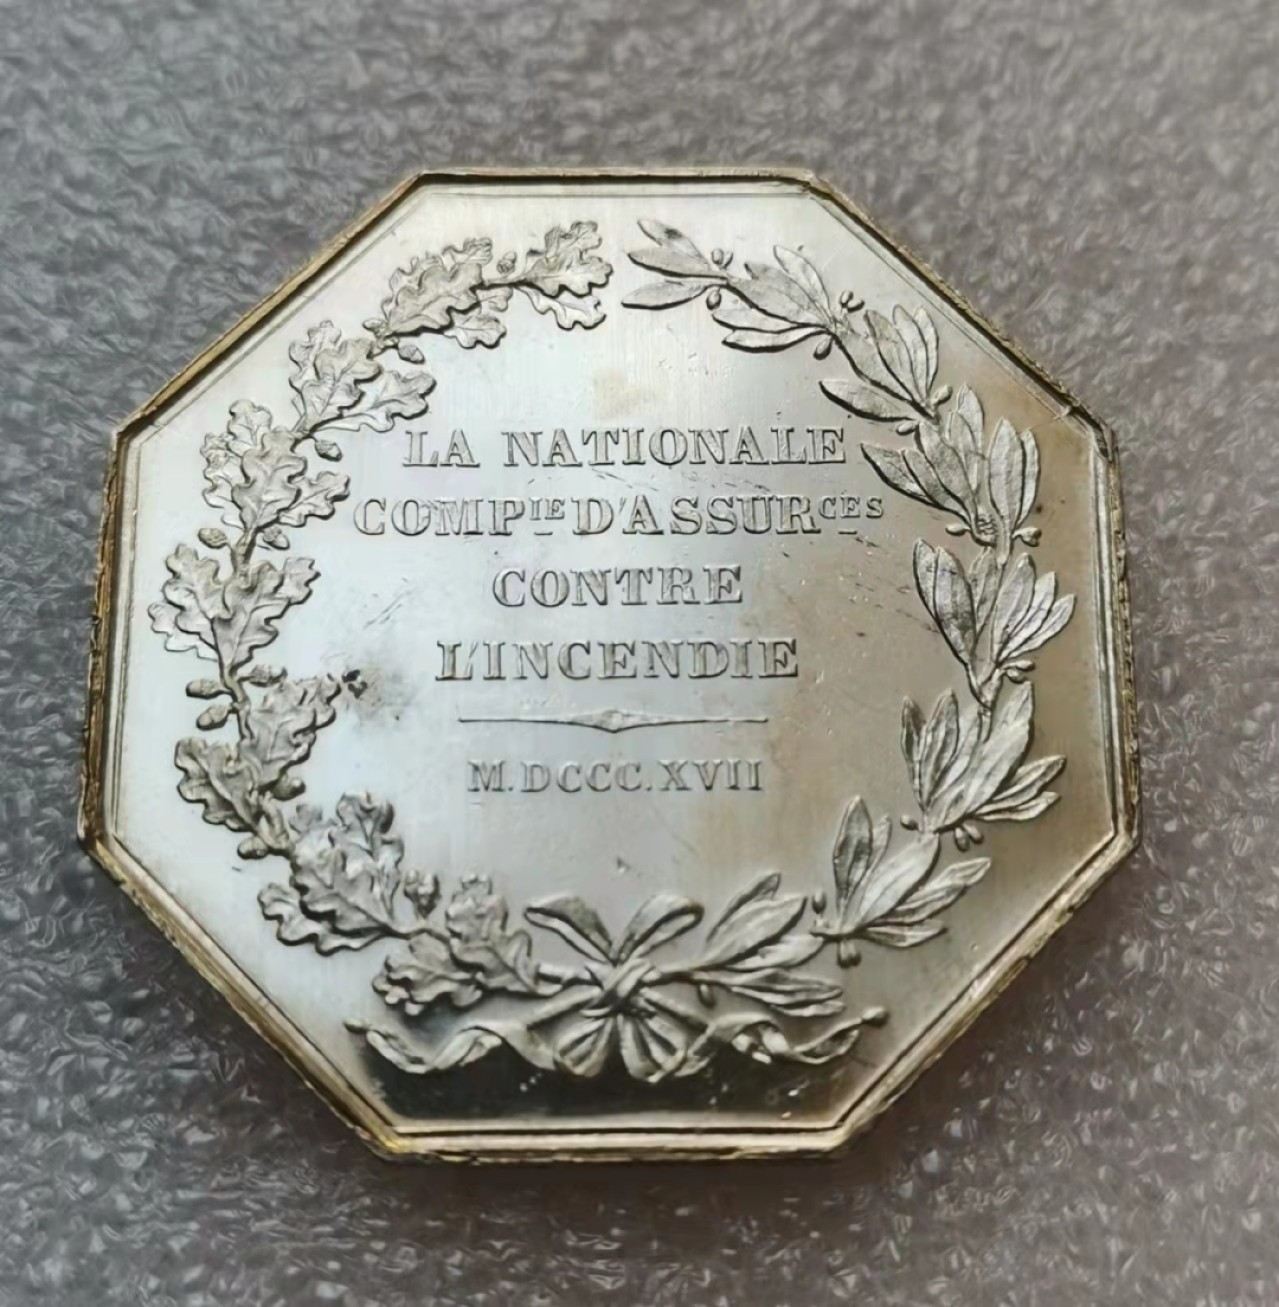 LA NATIONALE
COMPIE D'ASSURCES
CONTRE
L'INCENDIE
M.DCCC.XVII